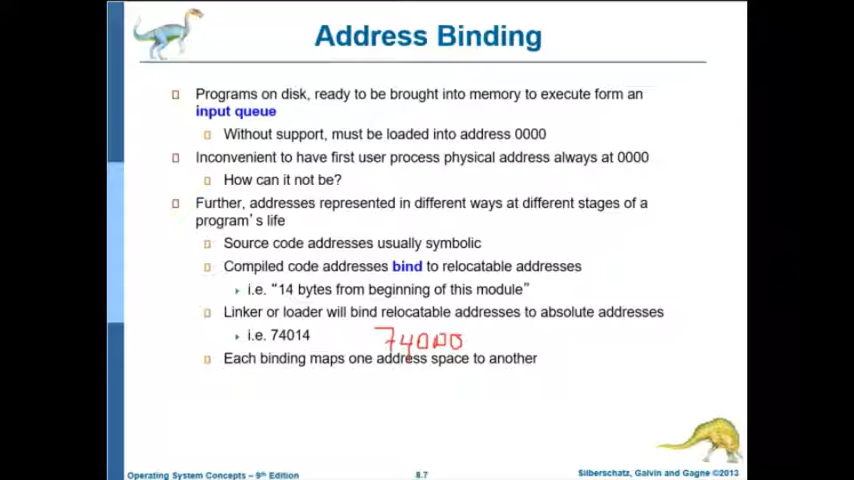 Address Binding
Programs on disk, ready to be brought into memory to execute form an
input queue
Without support, must be loaded into address 0000
Inconvenient to have first user process physical address always at 0000
How can it not be?
Further, addresses represented in different ways at different stages of a
program's life
Source code addresses usually symbolic
Compiled code addresses bind to relocatable addresses
i.e. "14 bytes from beginning of this module"
Linker or loader will bind relocatable addresses to absolute addresses
i.e. 74014
74000
Each binding maps one address space to another
Operating System Concepts – 9th Edition
8.7
Silberschatz, Galvin and Gagne ©2013